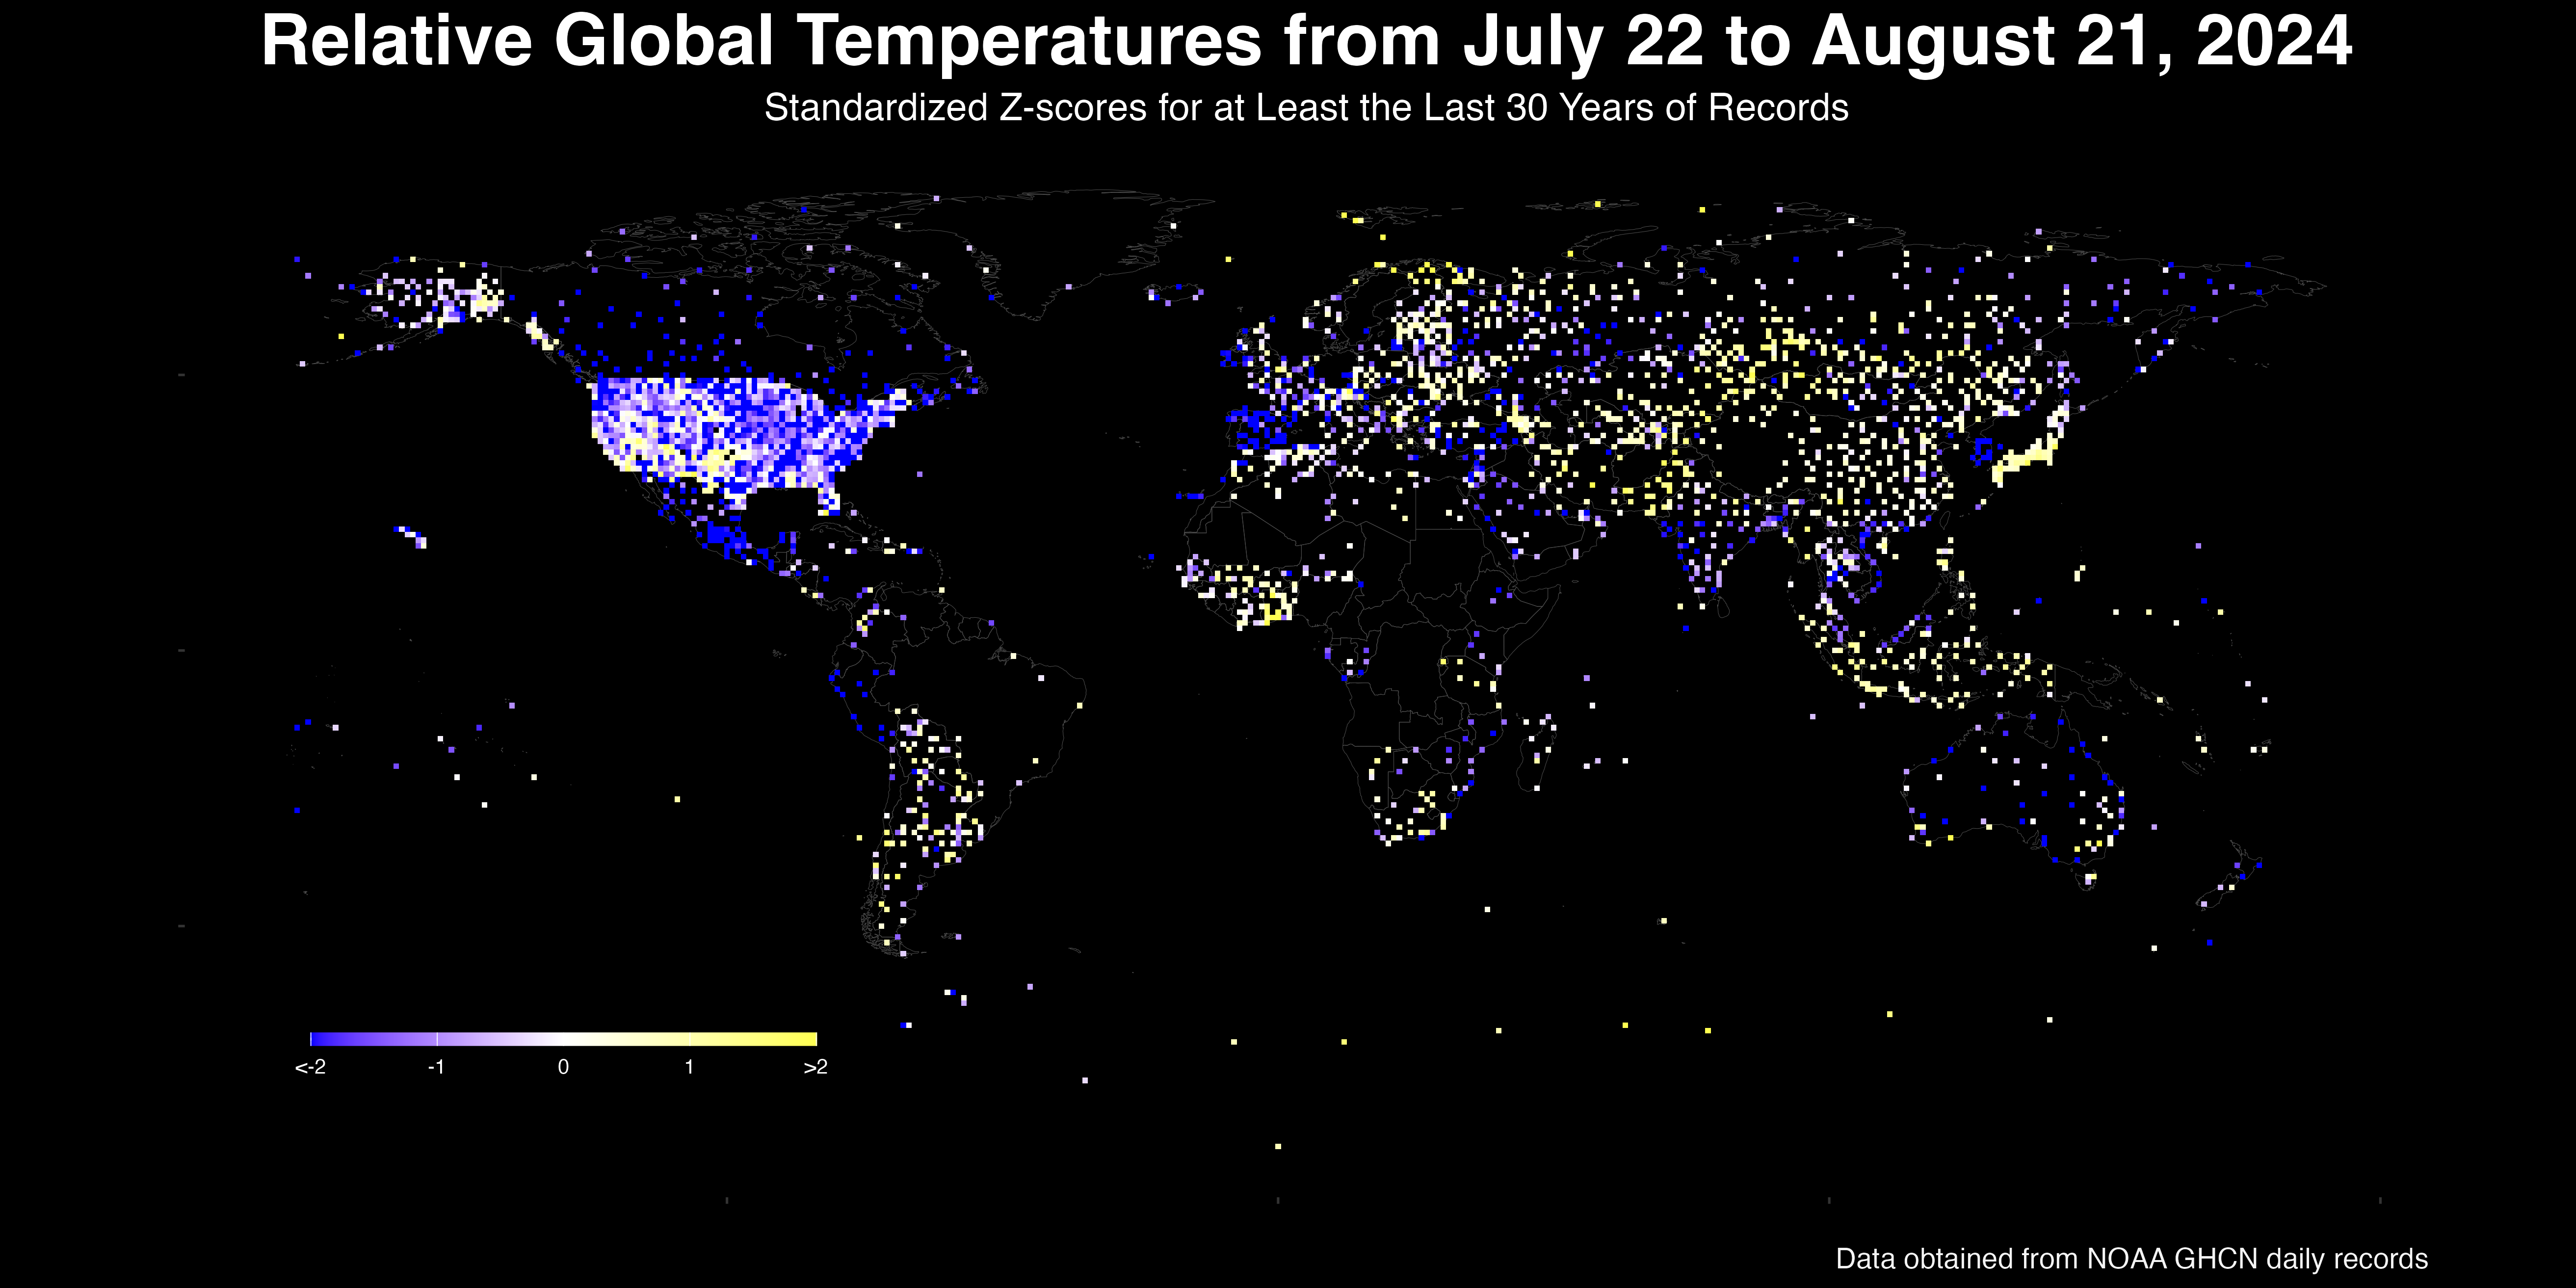 Relative Global Temperatures from July 22 to August 21, 2024
Standardized Z-scores for at Least the Last 30 Years of Records
<-2 -1 0 1 >2
Data obtained from NOAA GHCN daily records